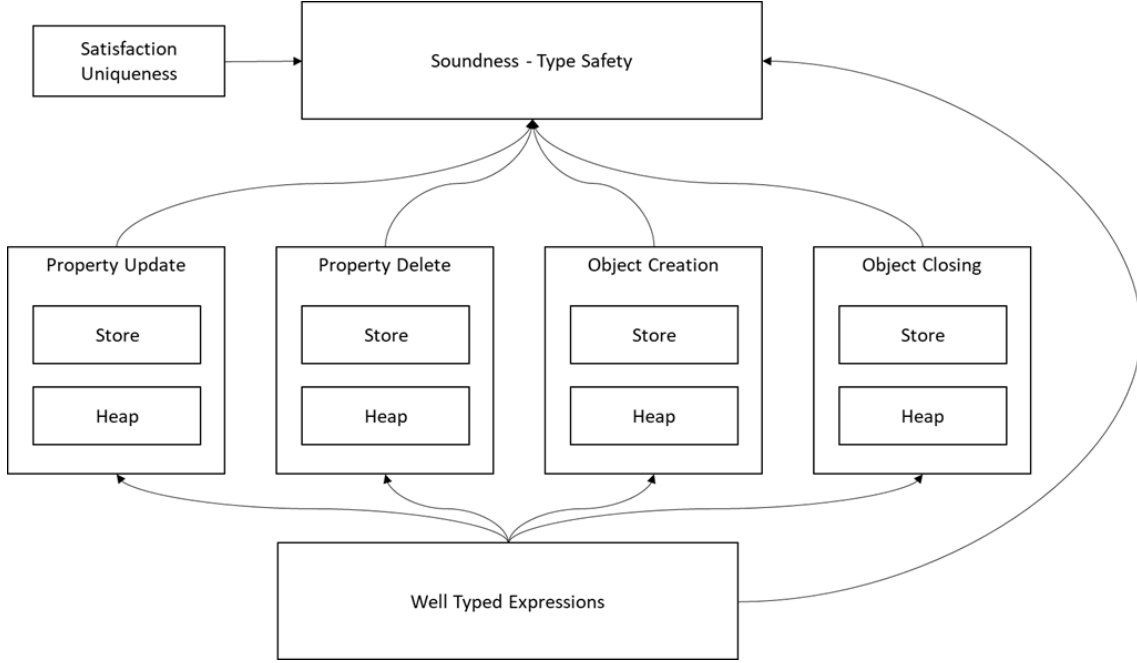 Satisfaction
Uniqueness
Soundness - Type Safety
Property Update
Store
Heap
Property Delete
Store
Heap
Object Creation
Store
Heap
Object Closing
Store
Heap
Well Typed Expressions